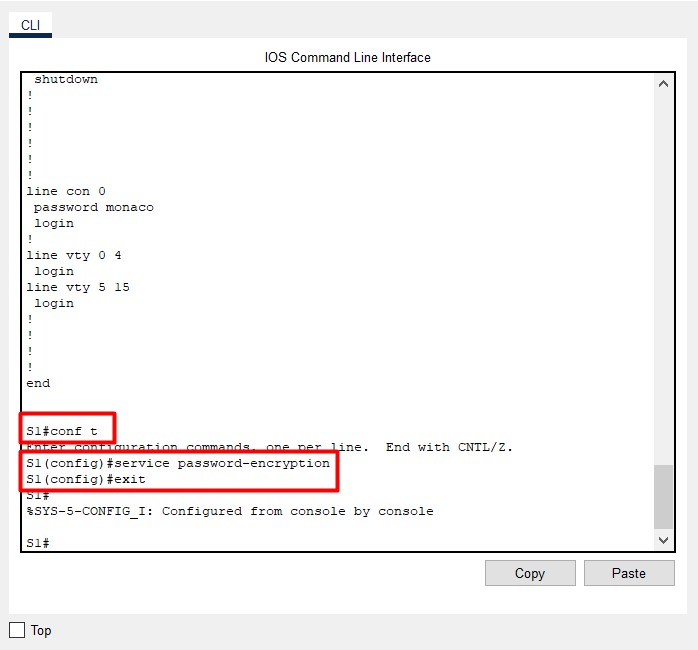 CLI
IOS Command Line Interface
shutdown
!
!
!
!
!
!
line con 0
password monaco
login
!
line vty 0 4
login
line vty 5 15
login
!
!
!
!
end
S1#conf t
Enter configuration commands, one per line.  End with CNTL/Z.
S1(config)#service password-encryption
S1(config)#exit
S1#
%SYS-5-CONFIG_I: Configured from console by console
S1#
Copy
Paste
Top